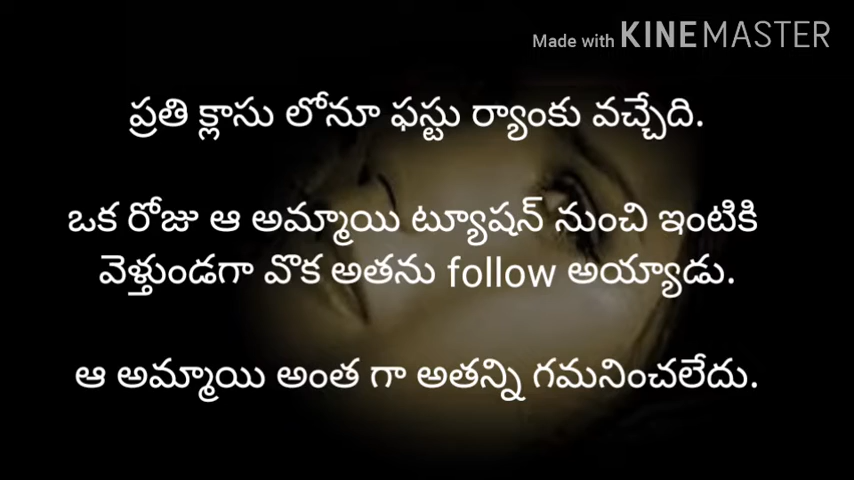 Made with KINEMASTER
ప్రతి క్లాసు లోనూ ఫస్టు ర్యాంకు వచ్చేది.
ఒక రోజు ఆ అమ్మాయి ట్యూషన్ నుంచి ఇంటికి
వెళ్తుండగా వొక అతను follow అయ్యాడు.
ఆ అమ్మాయి అంత గా అతన్ని గమనించలేదు.